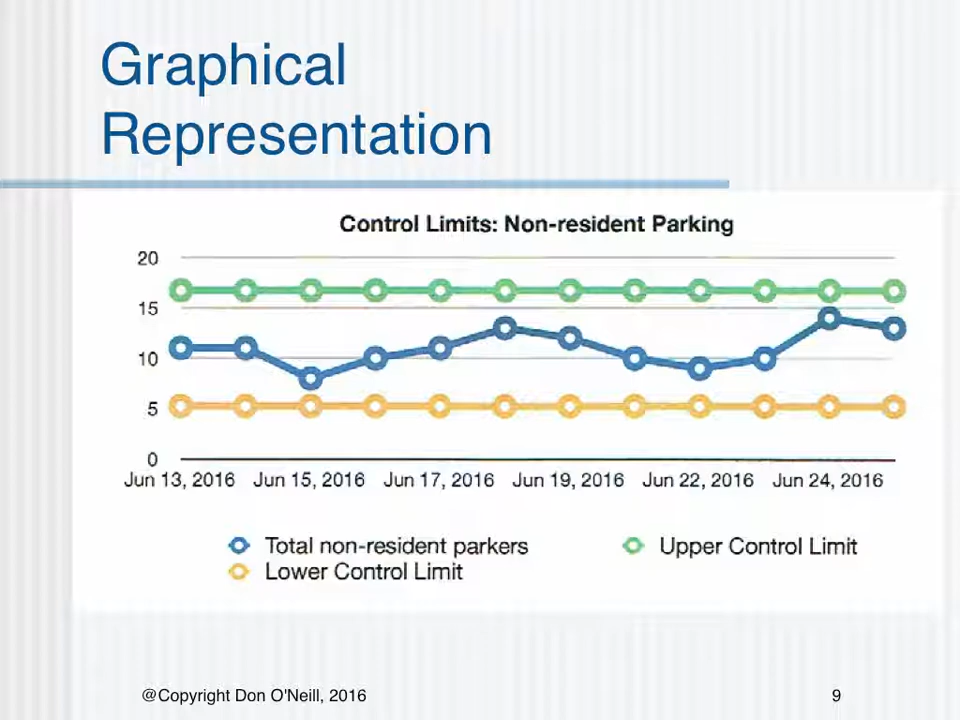 Graphical
Representation
Control Limits: Non-resident Parking
20
15
10
5
0
Jun 13, 2016 Jun 15, 2016 Jun 17, 2016 Jun 19, 2016 Jun 22, 2016 Jun 24, 2016
Total non-resident parkers Upper Control Limit
Lower Control Limit
@Copyright Don O'Neill, 2016 9